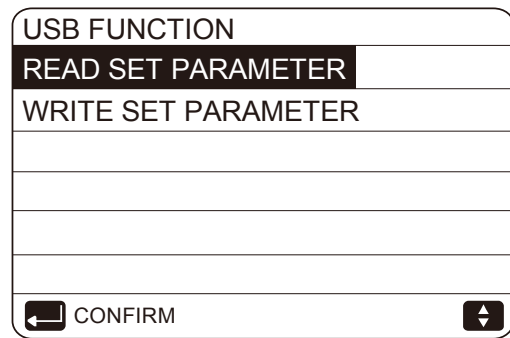 USB FUNCTION
READ SET PARAMETER
WRITE SET PARAMETER
CONFIRM